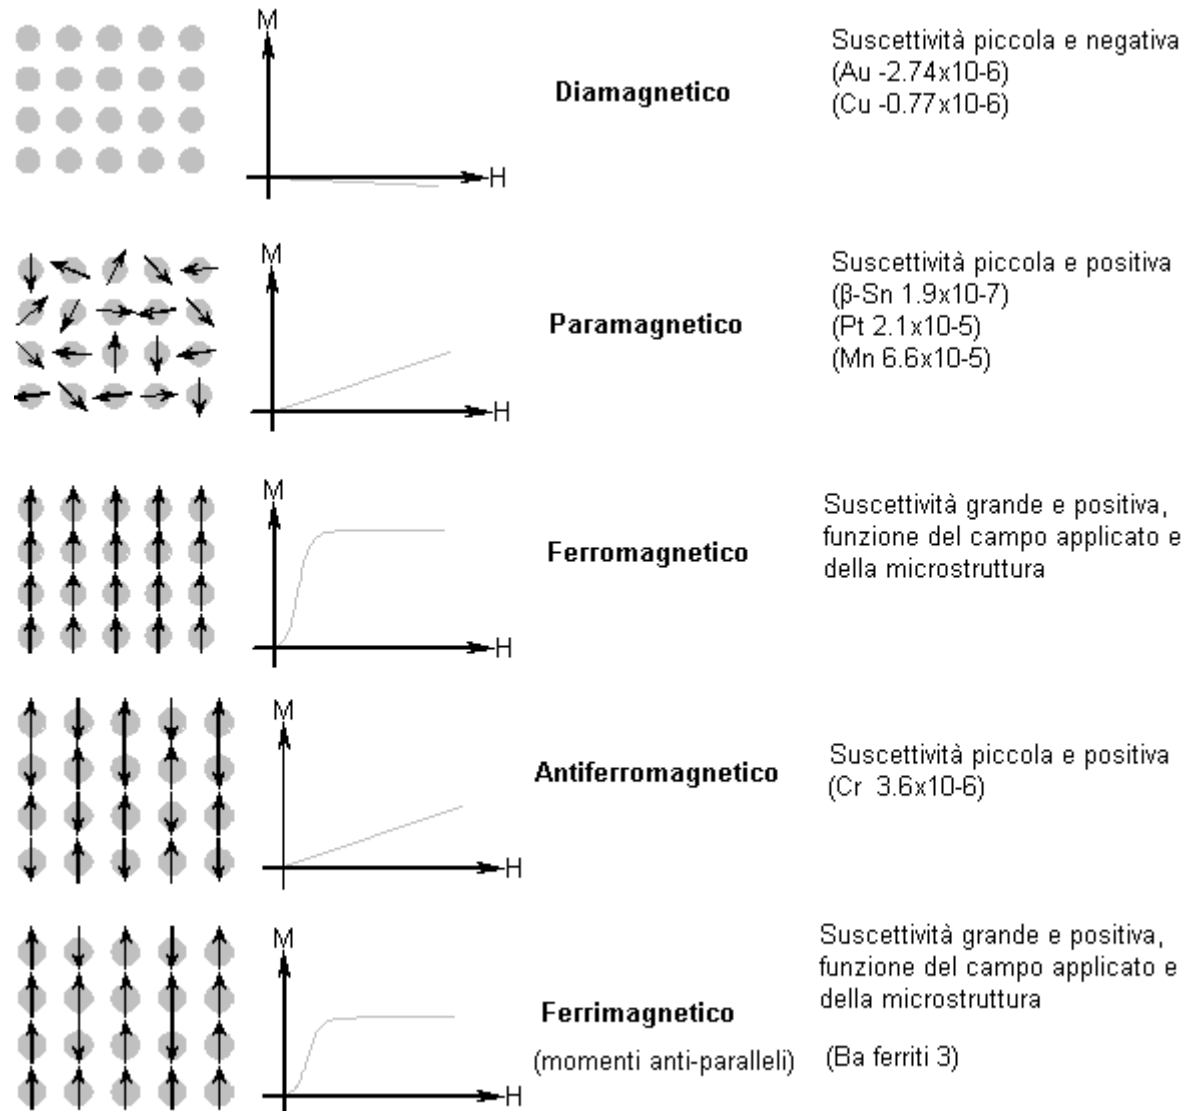 M
H
Diamagnetico
Suscettività piccola e negativa
(Au -2.74x10-6)
(Cu -0.77x10-6)
M
H
Paramagnetico
Suscettività piccola e positiva
(β-Sn 1.9x10-7)
(Pt 2.1x10-5)
(Mn 6.6x10-5)
M
H
Ferromagnetico
Suscettività grande e positiva,
funzione del campo applicato e
della microstruttura
M
H
Antiferromagnetico
Suscettività piccola e positiva
(Cr 3.6x10-6)
M
H
Ferrimagnetico
(momenti anti-paralleli)
Suscettività grande e positiva,
funzione del campo applicato e
della microstruttura
(Ba ferriti 3)